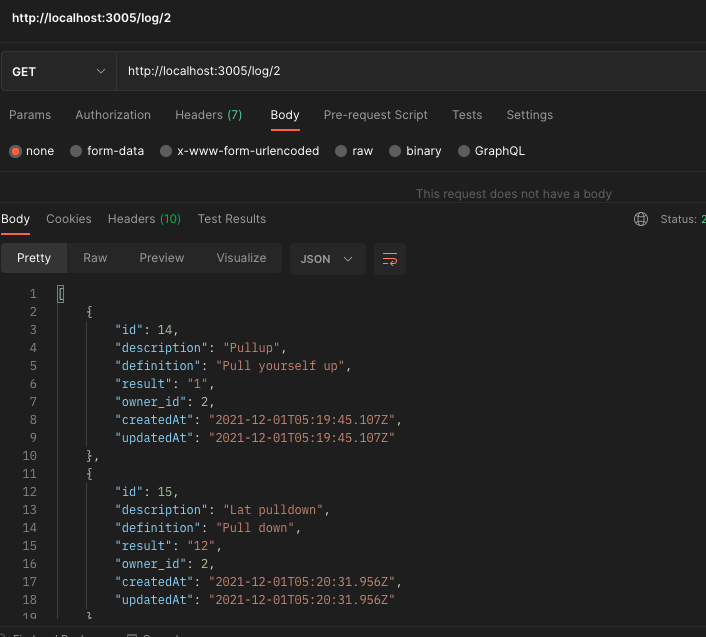 http://localhost:3005/log/2
GET http://localhost:3005/log/2
Params Authorization Headers (7) Body Pre-request Script Tests Settings
none form-data x-www-form-urlencoded raw binary GraphQL
This request does not have a body
Body Cookies Headers (10) Test Results Status: 2
Pretty Raw Preview Visualize JSON
1 [
2 {
3 "id": 14,
4 "description": "Pullup",
5 "definition": "Pull yourself up",
6 "result": "1",
7 "owner_id": 2,
8 "createdAt": "2021-12-01T05:19:45.107Z",
9 "updatedAt": "2021-12-01T05:19:45.107Z"
10 },
11 {
12 "id": 15,
13 "description": "Lat pulldown",
14 "definition": "Pull down",
15 "result": "12",
16 "owner_id": 2,
17 "createdAt": "2021-12-01T05:20:31.956Z",
18 "updatedAt": "2021-12-01T05:20:31.956Z"
19 }